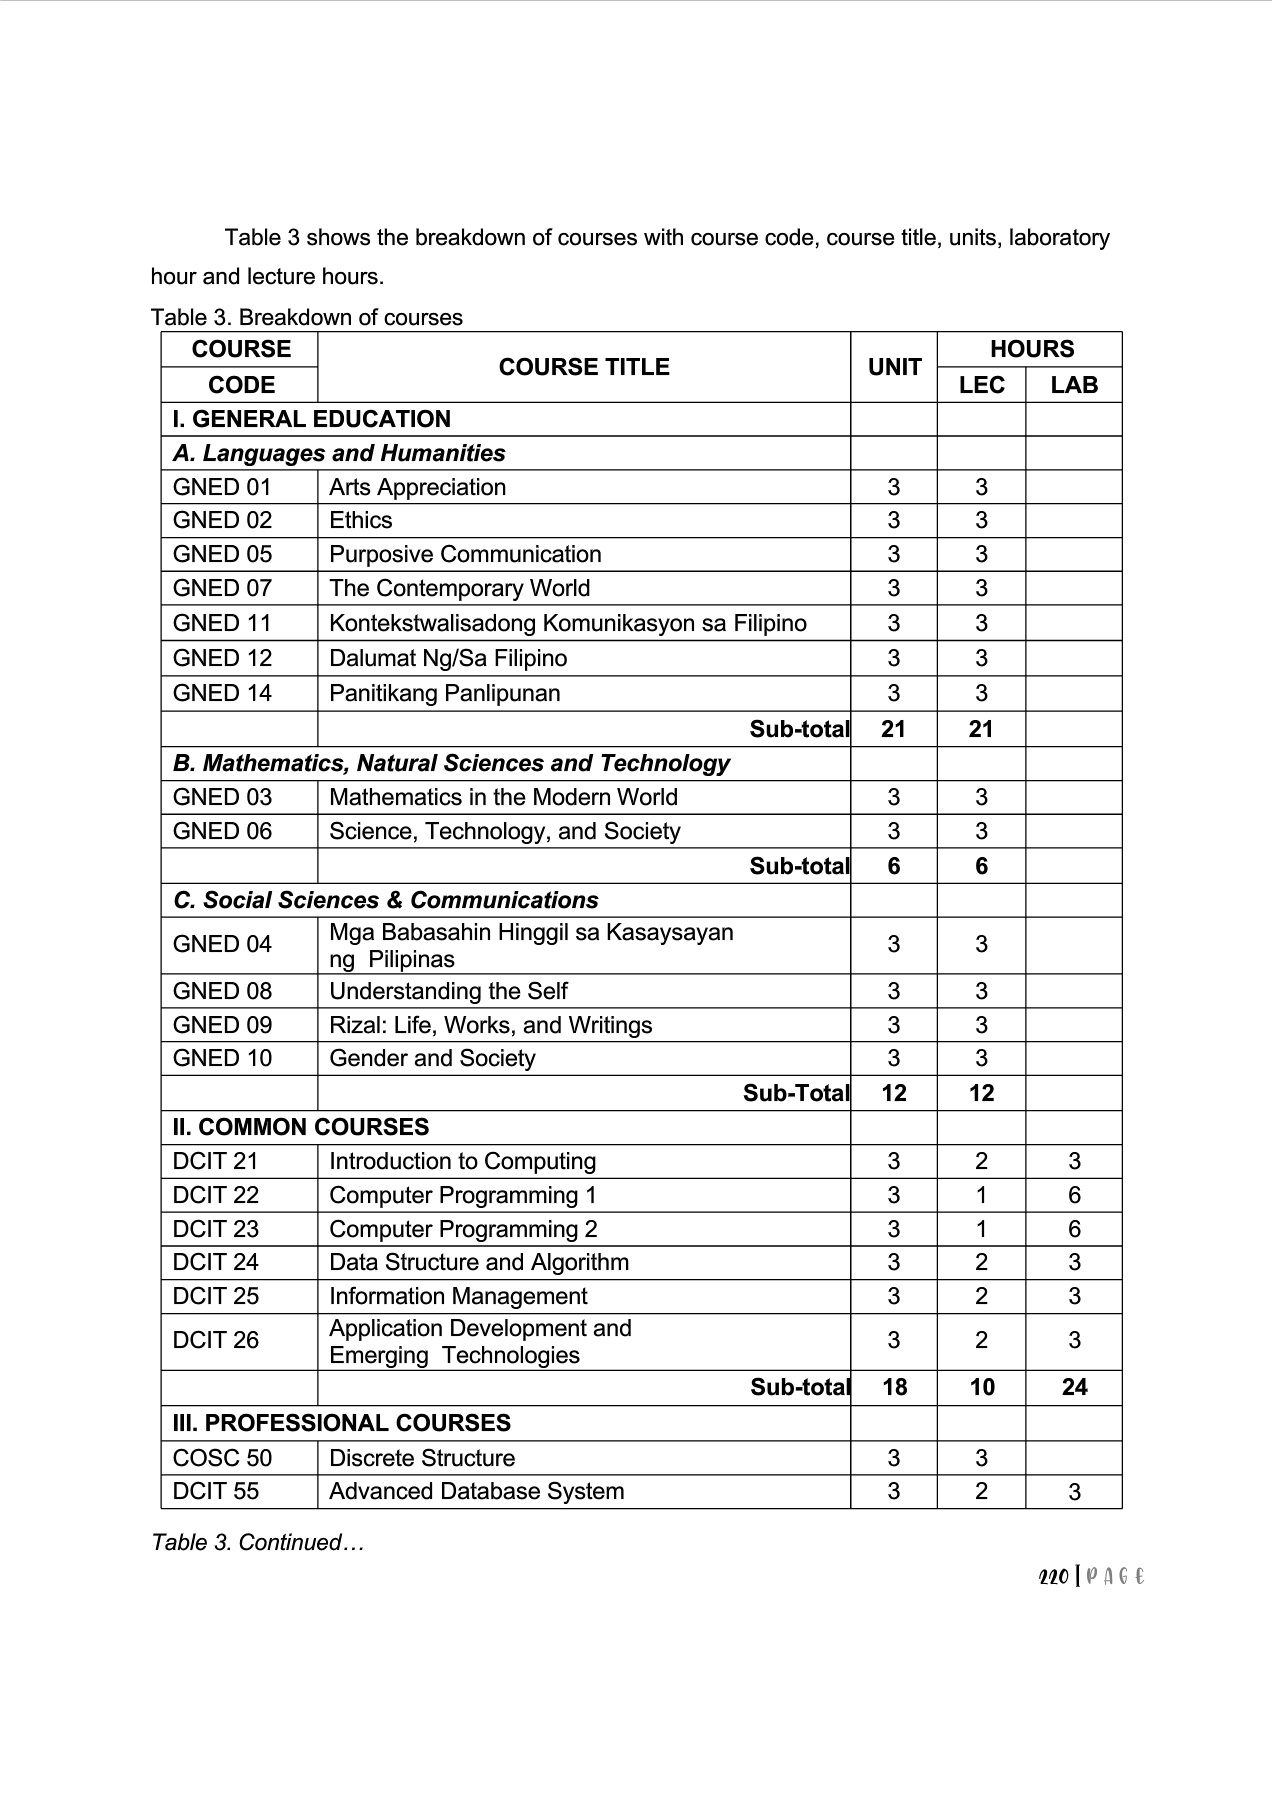 Table 3 shows the breakdown of courses with course code, course title, units, laboratory
hour and lecture hours.
Table 3. Breakdown of courses
COURSE CODE COURSE TITLE UNIT HOURS
LEC LAB
I. GENERAL EDUCATION
A. Languages and Humanities
GNED 01 Arts Appreciation 3 3
GNED 02 Ethics 3 3
GNED 05 Purposive Communication 3 3
GNED 07 The Contemporary World 3 3
GNED 11 Kontekstwalisadong Komunikasyon sa Filipino 3 3
GNED 12 Dalumat Ng/Sa Filipino 3 3
GNED 14 Panitikang Panlipunan 3 3
Sub-total 21 21
B. Mathematics, Natural Sciences and Technology
GNED 03 Mathematics in the Modern World 3 3
GNED 06 Science, Technology, and Society 3 3
Sub-total 6 6
C. Social Sciences & Communications
GNED 04 Mga Babasahin Hinggil sa Kasaysayan
ng Pilipinas 3 3
GNED 08 Understanding the Self 3 3
GNED 09 Rizal: Life, Works, and Writings 3 3
GNED 10 Gender and Society 3 3
Sub-Total 12 12
II. COMMON COURSES
DCIT 21 Introduction to Computing 3 2 3
DCIT 22 Computer Programming 1 3 1 6
DCIT 23 Computer Programming 2 3 1 6
DCIT 24 Data Structure and Algorithm 3 2 3
DCIT 25 Information Management 3 2 3
DCIT 26 Application Development and
Emerging Technologies 3 2 3
Sub-total 18 10 24
III. PROFESSIONAL COURSES
COSC 50 Discrete Structure 3 3
DCIT 55 Advanced Database System 3 2 3
Table 3. Continued…
220 | PAGE